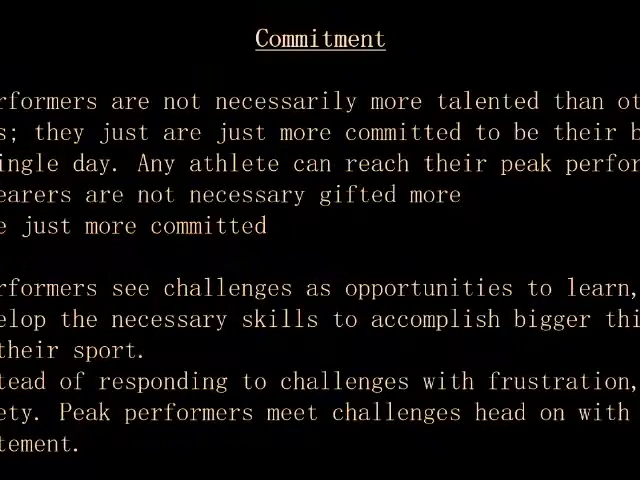 Commitment
rformers are not necessarily more talented than ot
s; they just are just more committed to be their b
ingle day. Any athlete can reach their peak perfor
earers are not necessary gifted more
e just more committed
rformers see challenges as opportunities to learn,
elop the necessary skills to accomplish bigger thi
their sport.
tead of responding to challenges with frustration,
ety. Peak performers meet challenges head on with
tement.